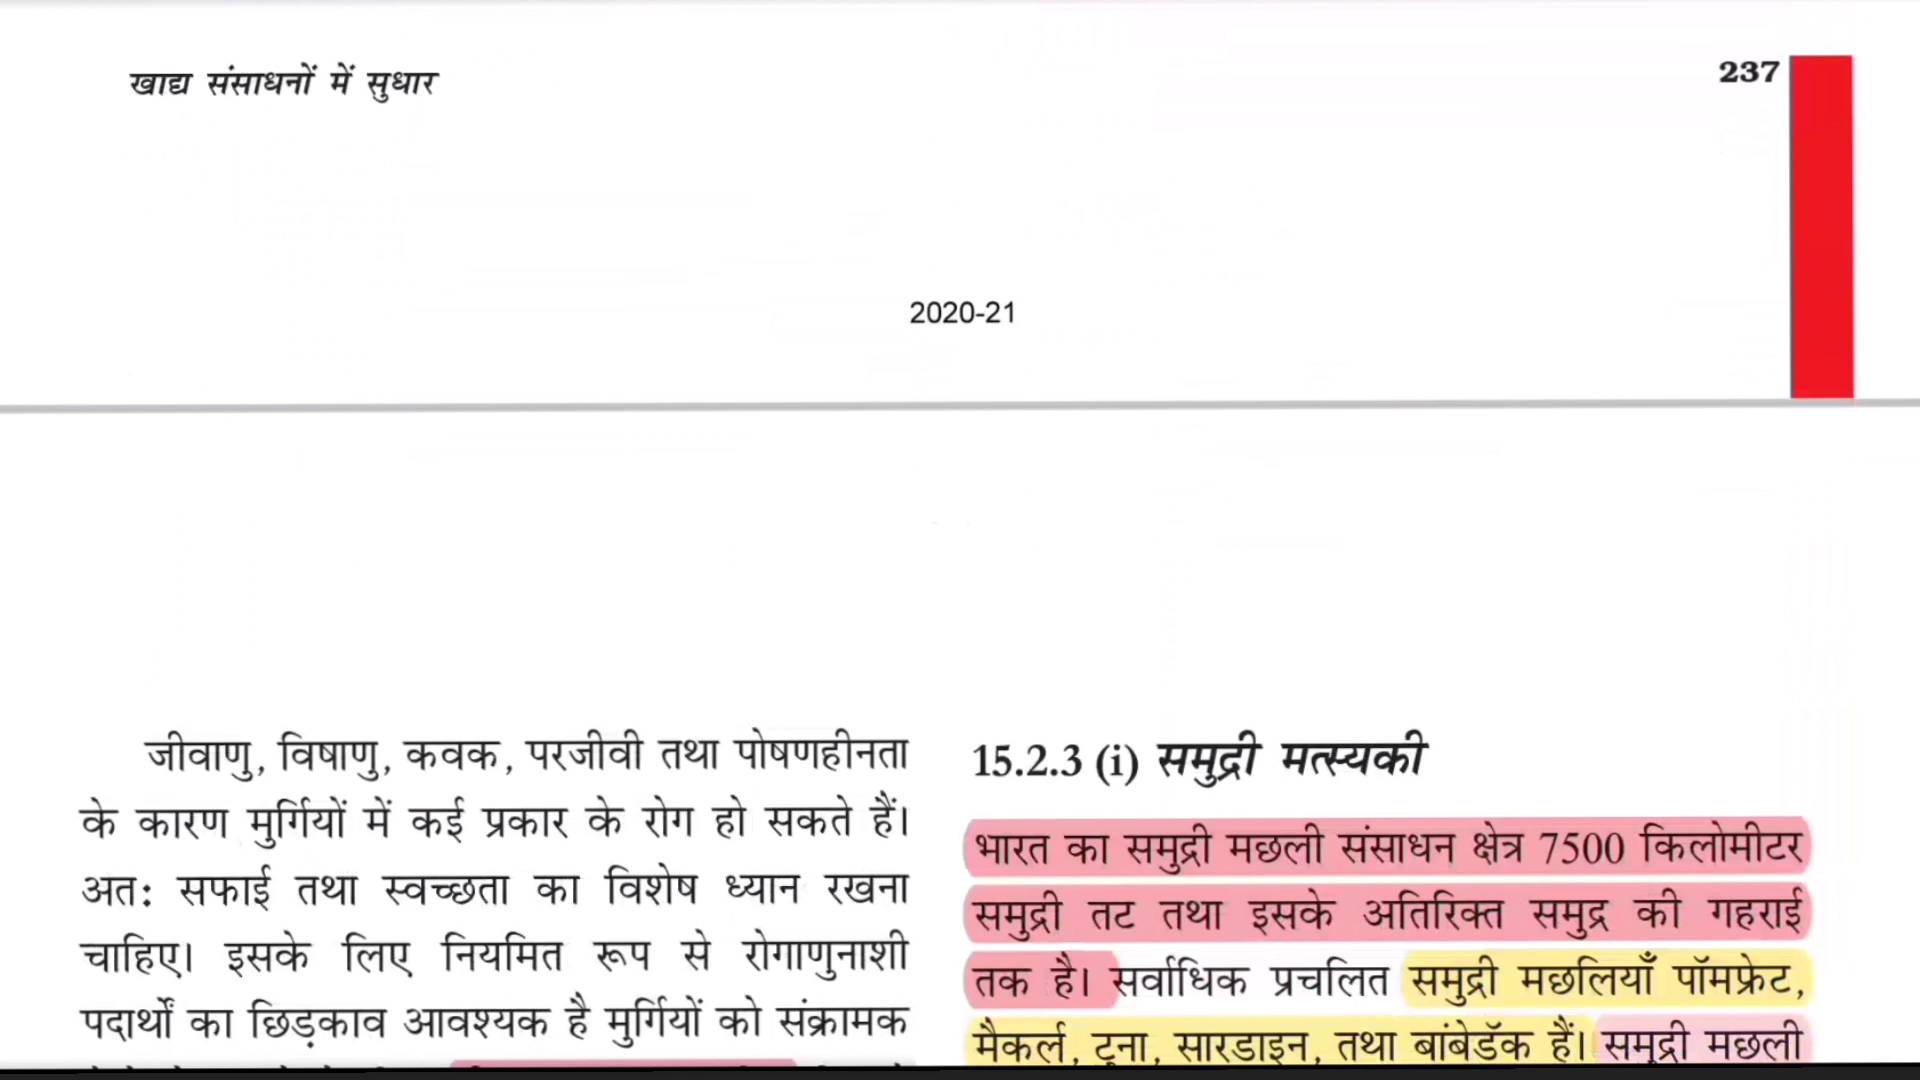 खाद्य संसाधनों में सुधार
237
2020-21
जीवाणु, विषाणु, कवक, परजीवी तथा पोषणहीनता
के कारण मुर्गियों में कई प्रकार के रोग हो सकते हैं।
अतः सफाई तथा स्वच्छता का विशेष ध्यान रखना
चाहिए। इसके लिए नियमित रूप से रोगाणुनाशी
पदार्थों का छिड़काव आवश्यक है मुर्गियों को संक्रामक
15.2.3 (i) समुद्री मत्स्यकी
भारत का समुद्री मछली संसाधन क्षेत्र 7500 किलोमीटर
समुद्री तट तथा इसके अतिरिक्त समुद्र की गहराई
तक है। सर्वाधिक प्रचलित समुद्री मछलियाँ पॉमफ्रेट,
मैकर्ल, टूना, सारडाइन, तथा बांबेडॅक हैं। समुद्री मछली